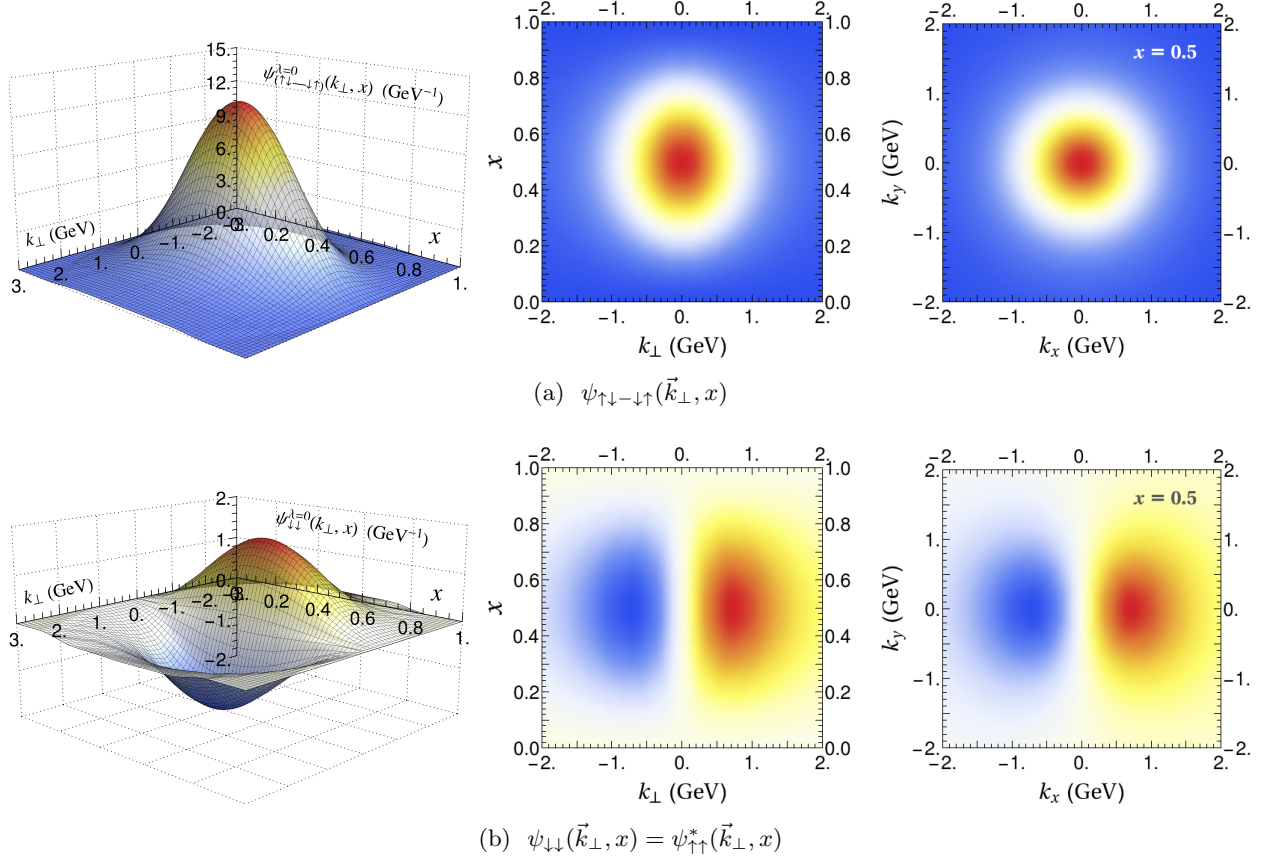 15.
12.
9.
6.
3.
0.
ψ^{λ=0}_{(↑↓−↓↑)}(k⊥, x) (GeV⁻¹)
k⊥ (GeV)
3. 2. 1. 0. −1. −2. −3.
0. 0.2 0.4 0.6 0.8 1.
x
−2. −1. 0. 1. 2.
1.0 1.0
0.8 0.8
0.6 0.6
x
0.4 0.4
0.2 0.2
0.0 0.0
−2. −1. 0. 1. 2.
k⊥ (GeV)
−2. −1. 0. 1. 2.
x = 0.5
2. 2.
1. 1.
0. 0.
−1. −1.
−2. −2.
k_y (GeV)
−2. −1. 0. 1. 2.
k_x (GeV)
(a) ψ↑↓−↓↑(k⃗⊥, x)
2.
1.
0.
−1.
−2.
ψ^{λ=0}_{↓↓}(k⊥, x) (GeV⁻¹)
k⊥ (GeV)
3. 2. 1. 0. −1. −2. −3.
0. 0.2 0.4 0.6 0.8 1.
x
−2. −1. 0. 1. 2.
1.0 1.0
0.8 0.8
0.6 0.6
x
0.4 0.4
0.2 0.2
0.0 0.0
−2. −1. 0. 1. 2.
k⊥ (GeV)
−2. −1. 0. 1. 2.
x = 0.5
2. 2.
1. 1.
0. 0.
−1. −1.
−2. −2.
k_y (GeV)
−2. −1. 0. 1. 2.
k_x (GeV)
(b) ψ↓↓(k⃗⊥, x) = ψ*↑↑(k⃗⊥, x)